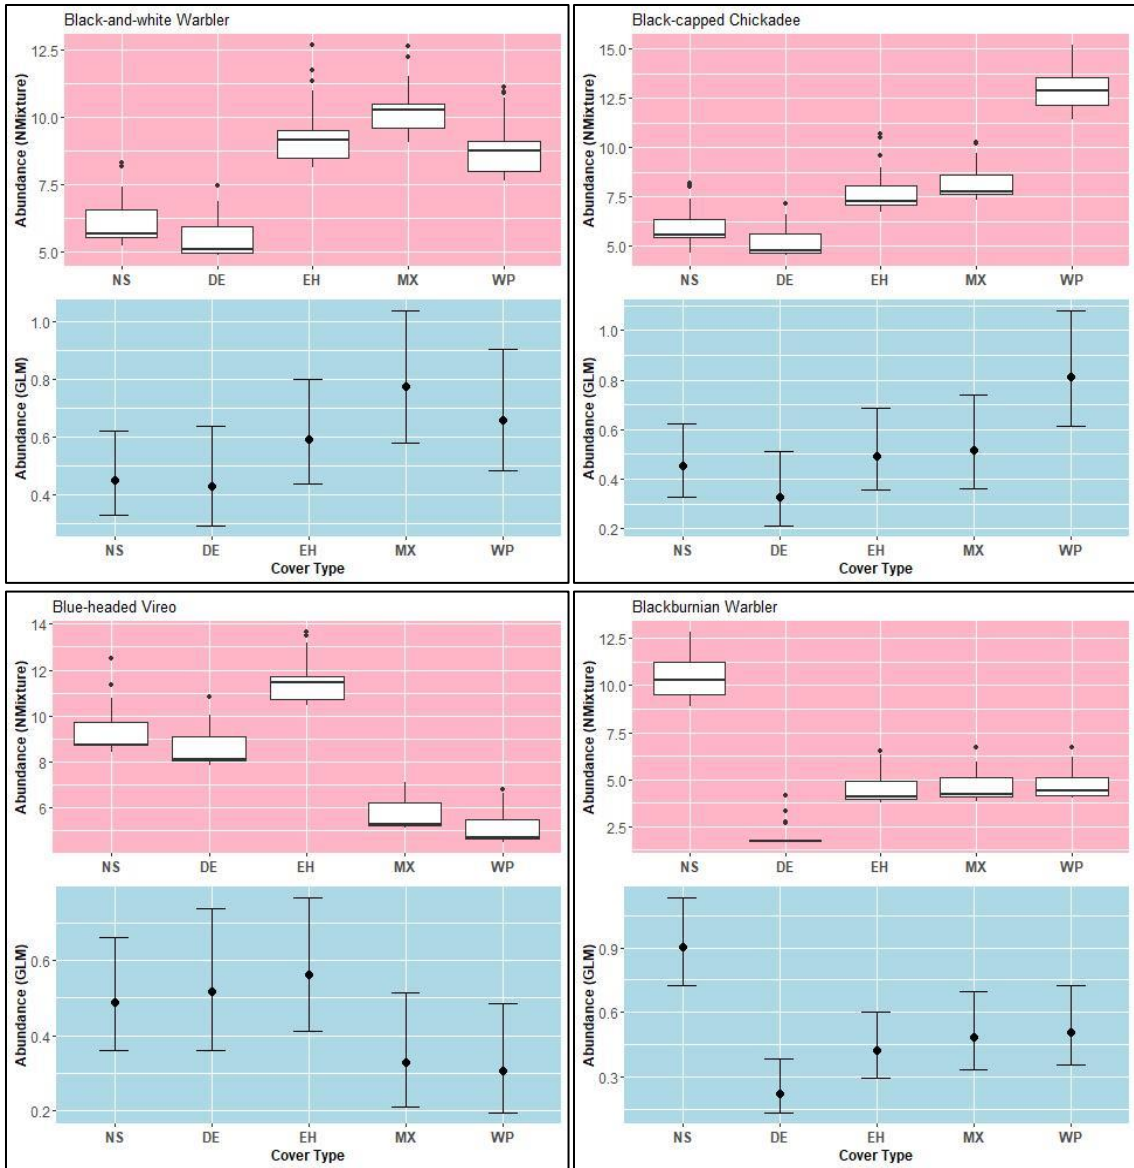 Black-and-white Warbler
Abundance (NMixture)
12.5
10.0
7.5
5.0
NS DE EH MX WP
Abundance (GLM)
1.0
0.8
0.6
0.4
NS DE EH MX WP
Cover Type
Black-capped Chickadee
Abundance (NMixture)
15.0
12.5
10.0
7.5
5.0
NS DE EH MX WP
Abundance (GLM)
1.0
0.8
0.6
0.4
0.2
NS DE EH MX WP
Cover Type
Blue-headed Vireo
Abundance (NMixture)
14
12
10
8
6
NS DE EH MX WP
Abundance (GLM)
0.6
0.4
0.2
NS DE EH MX WP
Cover Type
Blackburnian Warbler
Abundance (NMixture)
12.5
10.0
7.5
5.0
2.5
NS DE EH MX WP
Abundance (GLM)
0.9
0.6
0.3
NS DE EH MX WP
Cover Type